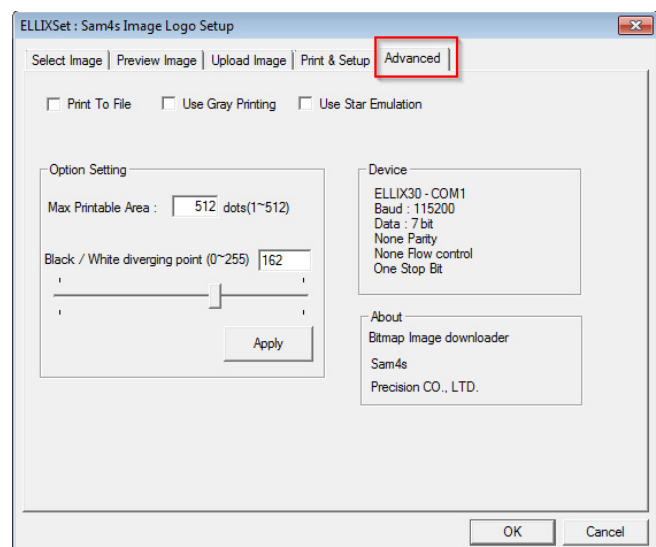 ELLIXSet : Sam4s Image Logo Setup
Select Image Preview Image Upload Image Print & Setup Advanced
Print To File Use Gray Printing Use Star Emulation
Option Setting
Max Printable Area : 512 dots(1~512)
Black / White diverging point (0~255) 162
Apply
Device
ELLIX30 - COM1
Baud : 115200
Data : 7 bit
None Parity
None Flow control
One Stop Bit
About
Bitmap Image downloader
Sam4s
Precision CO., LTD.
OK Cancel